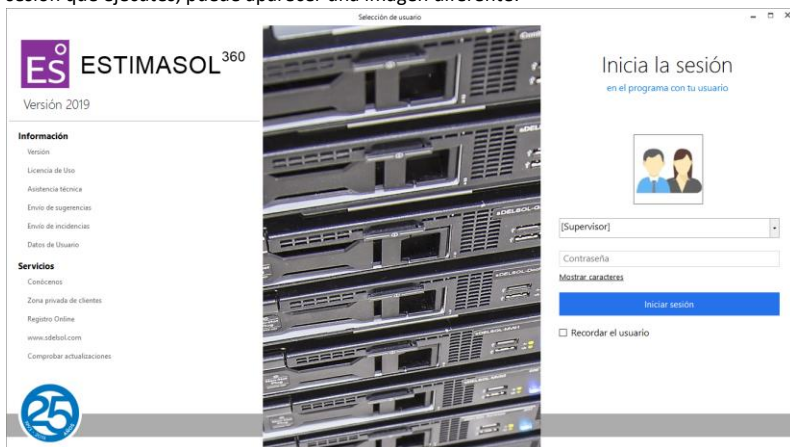 sesión que ejecutes, puede aparecer una imagen diferente.
Selección de usuario
ES ESTIMASOL360
Versión 2019
Información
Versión
Licencia de Uso
Asistencia técnica
Envío de sugerencias
Envío de incidencias
Datos de Usuario
Servicios
Conócenos
Zona privada de clientes
Registro Online
www.sdelsol.com
Comprobar actualizaciones
25
AÑOS
Inicia la sesión
en el programa con tu usuario
[Supervisor]
Contraseña
Mostrar caracteres
Iniciar sesión
Recordar el usuario